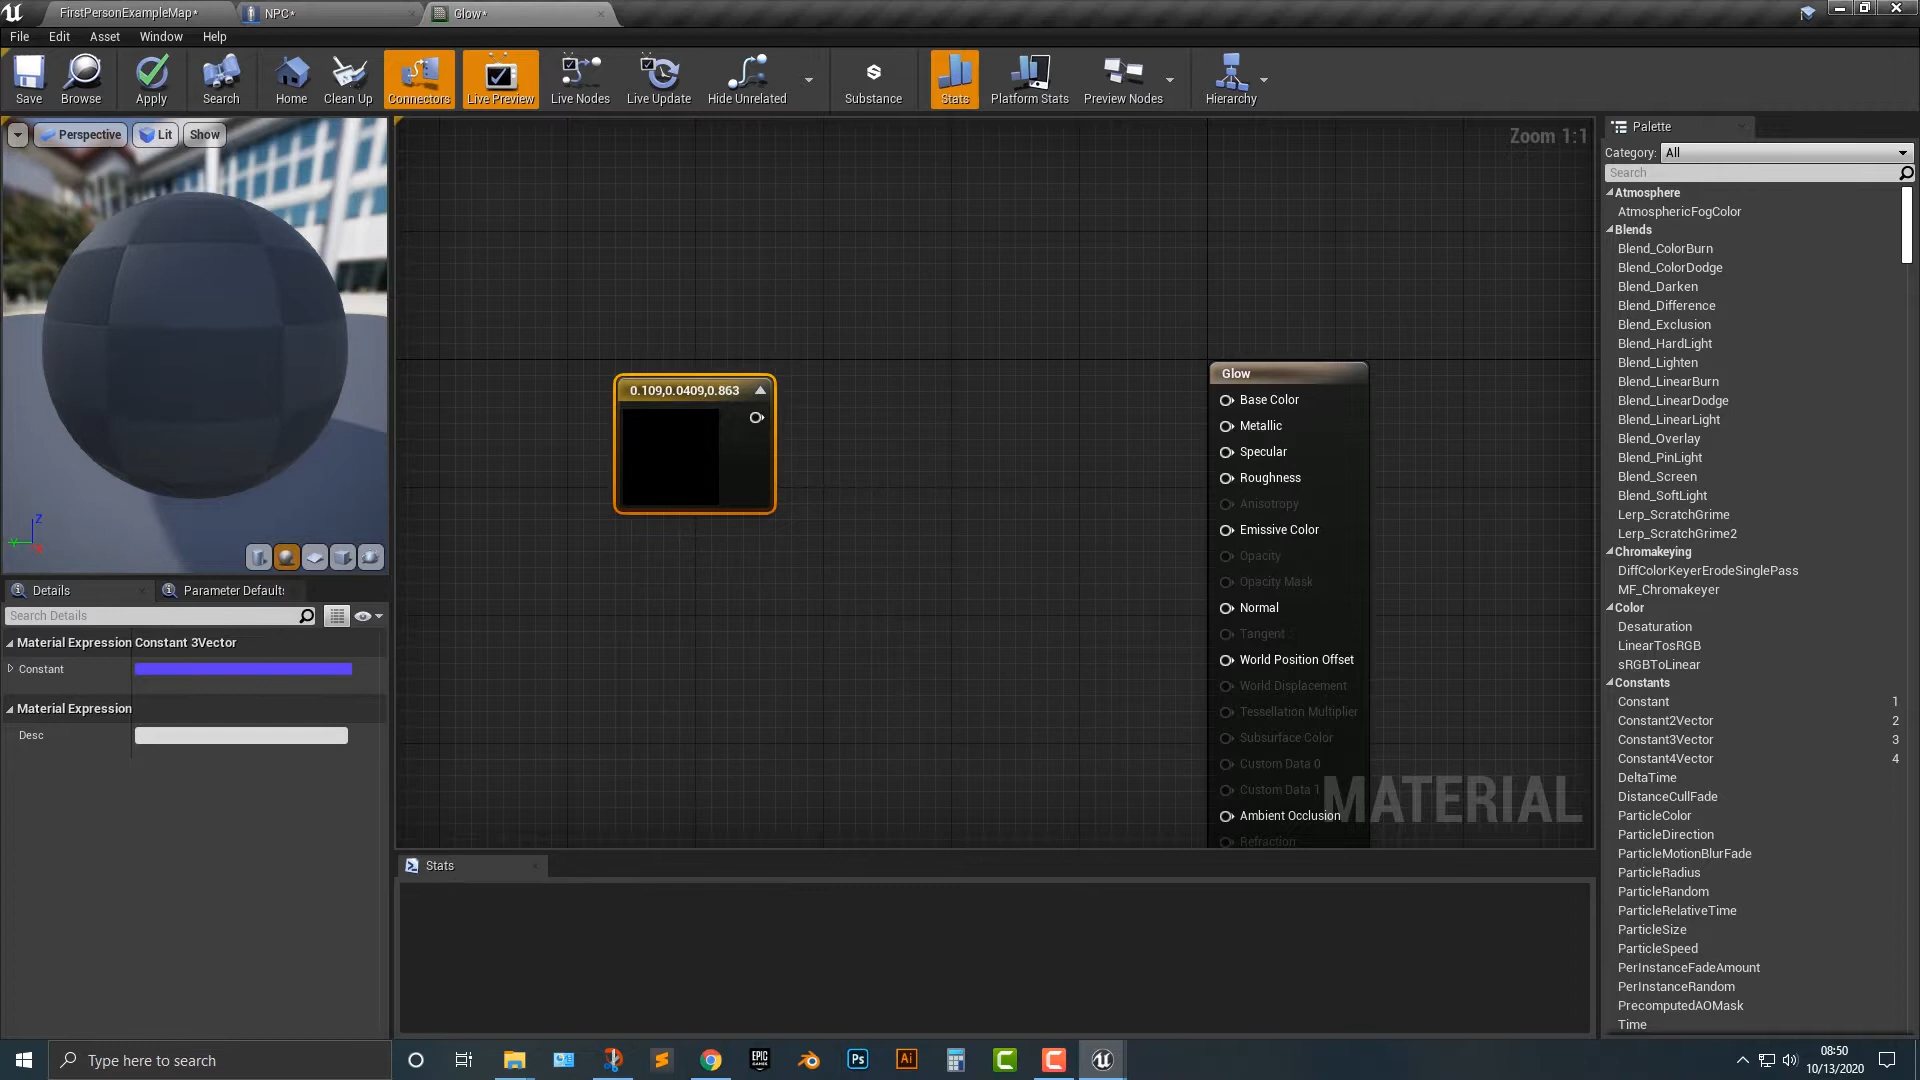 FirstPersonExampleMap*
NPC*
Glow*
File
Edit
Asset
Window
Help
Save
Browse
Apply
Search
Home
Clean Up
Connectors
Live Preview
Live Nodes
Live Update
Hide Unrelated
Substance
Stats
Platform Stats
Preview Nodes
Hierarchy
Perspective
Lit
Show
Z
Y
X
Details
Parameter Defaults
Search Details
Material Expression Constant 3Vector
Constant
Material Expression
Desc
Zoom 1:1
0.109,0.0409,0.863
Glow
Base Color
Metallic
Specular
Roughness
Anisotropy
Emissive Color
Opacity
Opacity Mask
Normal
Tangent
World Position Offset
World Displacement
Tessellation Multiplier
Subsurface Color
Custom Data 0
Custom Data 1
Ambient Occlusion
Refraction
MATERIAL
Stats
Palette
Category: All
Search
Atmosphere
AtmosphericFogColor
Blends
Blend_ColorBurn
Blend_ColorDodge
Blend_Darken
Blend_Difference
Blend_Exclusion
Blend_HardLight
Blend_Lighten
Blend_LinearBurn
Blend_LinearDodge
Blend_LinearLight
Blend_Overlay
Blend_PinLight
Blend_Screen
Blend_SoftLight
Lerp_ScratchGrime
Lerp_ScratchGrime2
Chromakeying
DiffColorKeyerErodeSinglePass
MF_Chromakeyer
Color
Desaturation
LinearTosRGB
sRGBToLinear
Constants
Constant 1
Constant2Vector 2
Constant3Vector 3
Constant4Vector 4
DeltaTime
DistanceCullFade
ParticleColor
ParticleDirection
ParticleMotionBlurFade
ParticleRadius
ParticleRandom
ParticleRelativeTime
ParticleSize
ParticleSpeed
PerInstanceFadeAmount
PerInstanceRandom
PrecomputedAOMask
Time
Type here to search
EPIC GAMES
Ps
Ai
08:50
10/13/2020